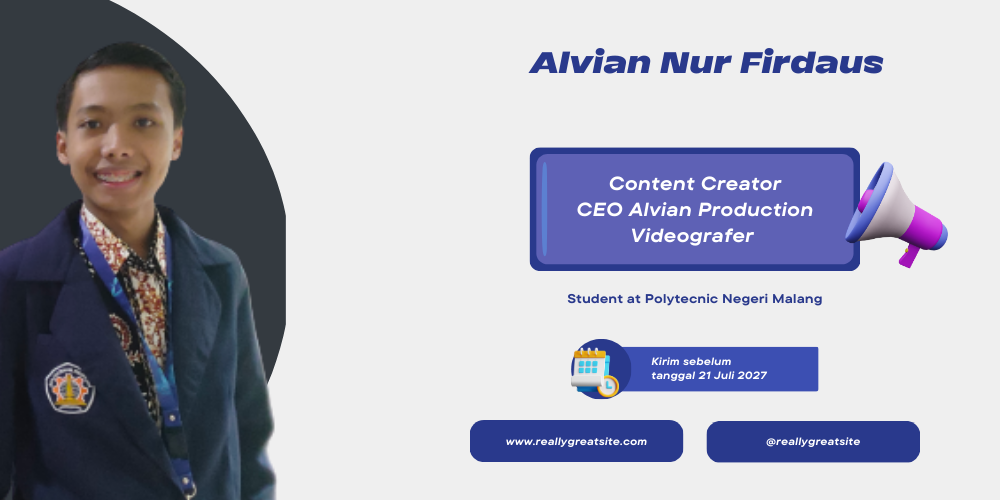 Alvian Nur Firdaus
Content Creator
CEO Alvian Production
Videografer
Student at Polytecnic Negeri Malang
Kirim sebelum
tanggal 21 Juli 2027
www.reallygreatsite.com
@reallygreatsite